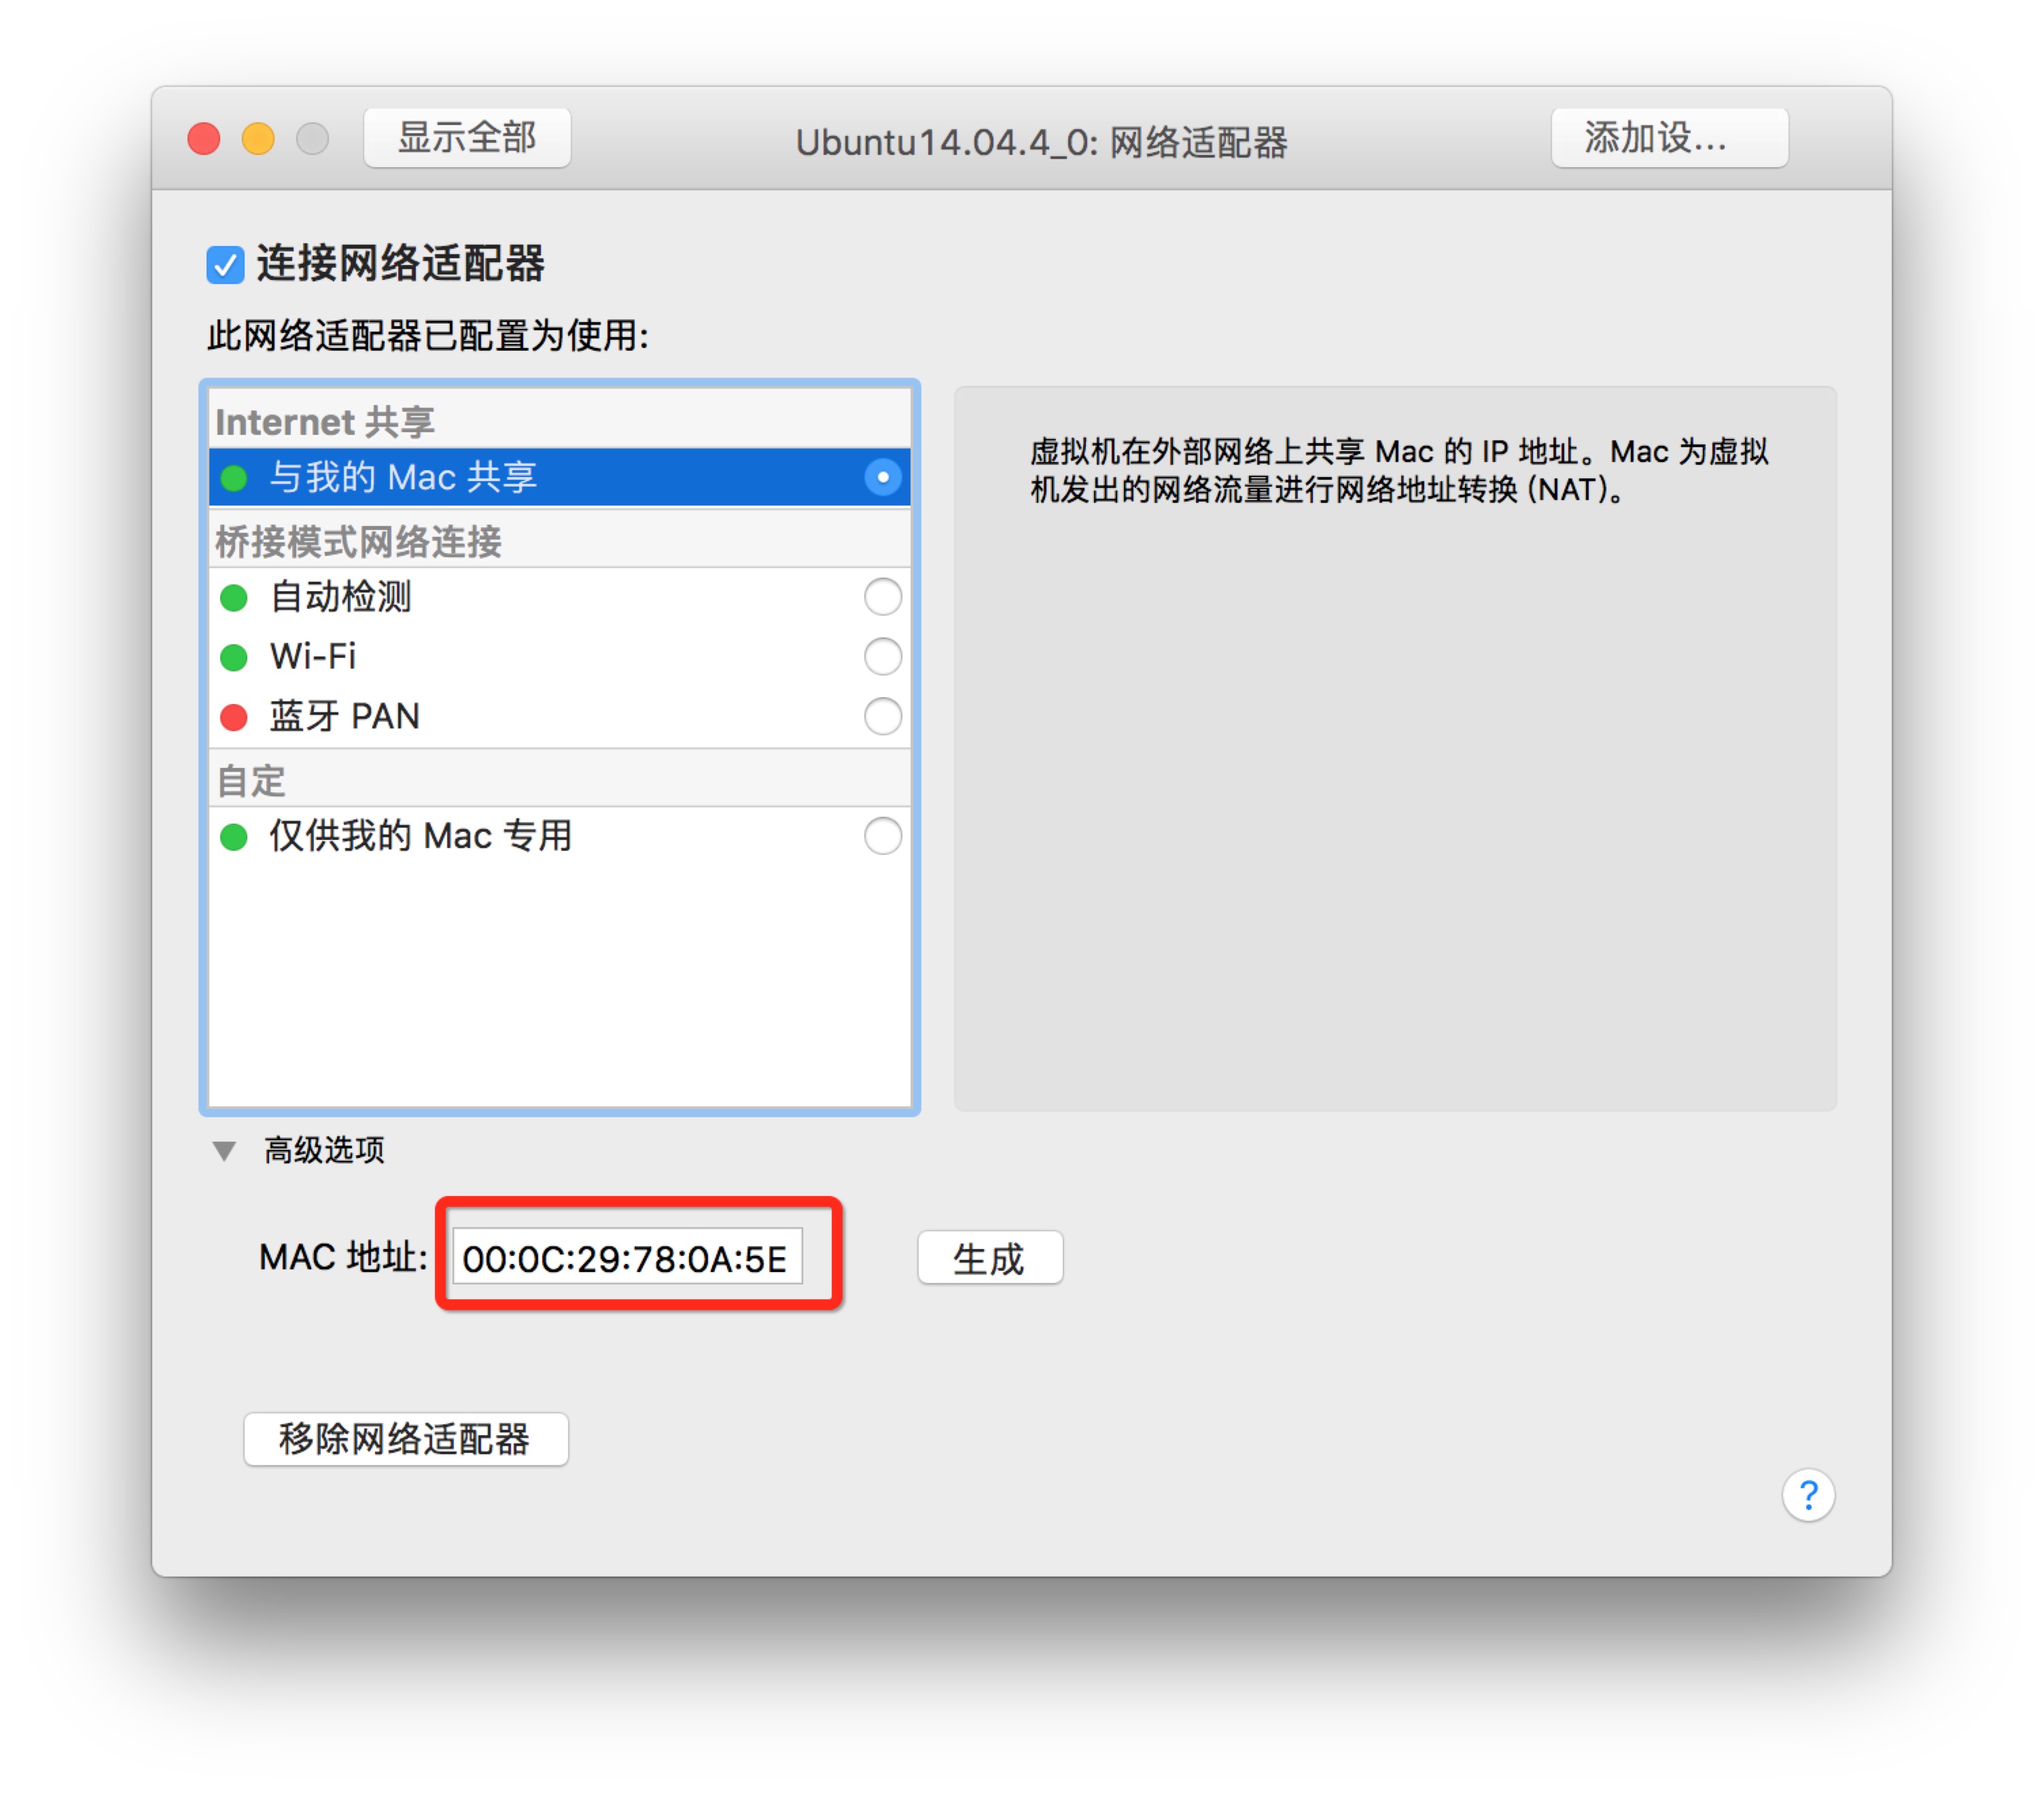 显示全部
Ubuntu14.04.4_0: 网络适配器
添加设...
连接网络适配器
此网络适配器已配置为使用:
Internet 共享
与我的 Mac 共享
桥接模式网络连接
自动检测
Wi-Fi
蓝牙 PAN
自定
仅供我的 Mac 专用
虚拟机在外部网络上共享 Mac 的 IP 地址。Mac 为虚拟
机发出的网络流量进行网络地址转换 (NAT)。
高级选项
MAC 地址: 00:0C:29:78:0A:5E
生成
移除网络适配器
?